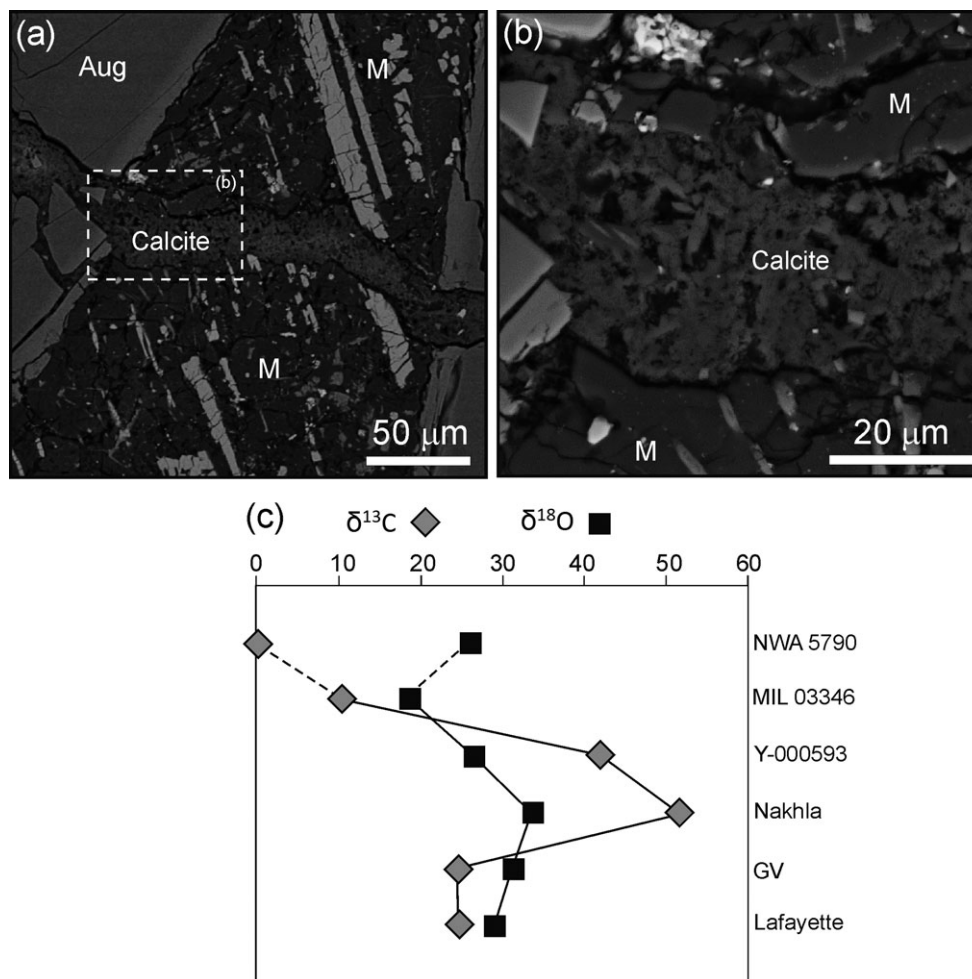 (a)
Aug
M
(b)
Calcite
M
50 μm
(b)
M
Calcite
M
20 μm
(c)
δ¹³C
δ¹⁸O
0 10 20 30 40 50 60
NWA 5790
MIL 03346
Y-000593
Nakhla
GV
Lafayette